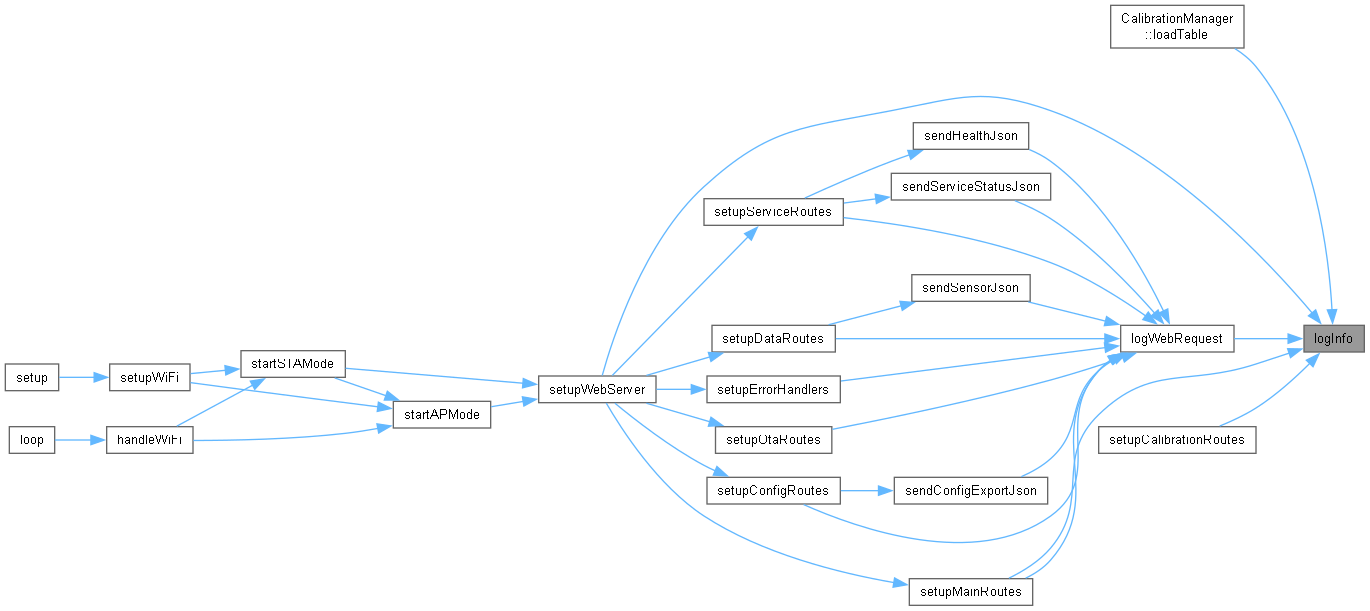 CalibrationManager
::loadTable
sendHealthJson
sendServiceStatusJson
setupServiceRoutes
sendSensorJson
setupDataRoutes
logWebRequest
logInfo
startSTAMode
setup
setupWiFi
setupWebServer
setupErrorHandlers
startAPMode
loop
handleWiFi
setupOtaRoutes
setupCalibrationRoutes
setupConfigRoutes
sendConfigExportJson
setupMainRoutes